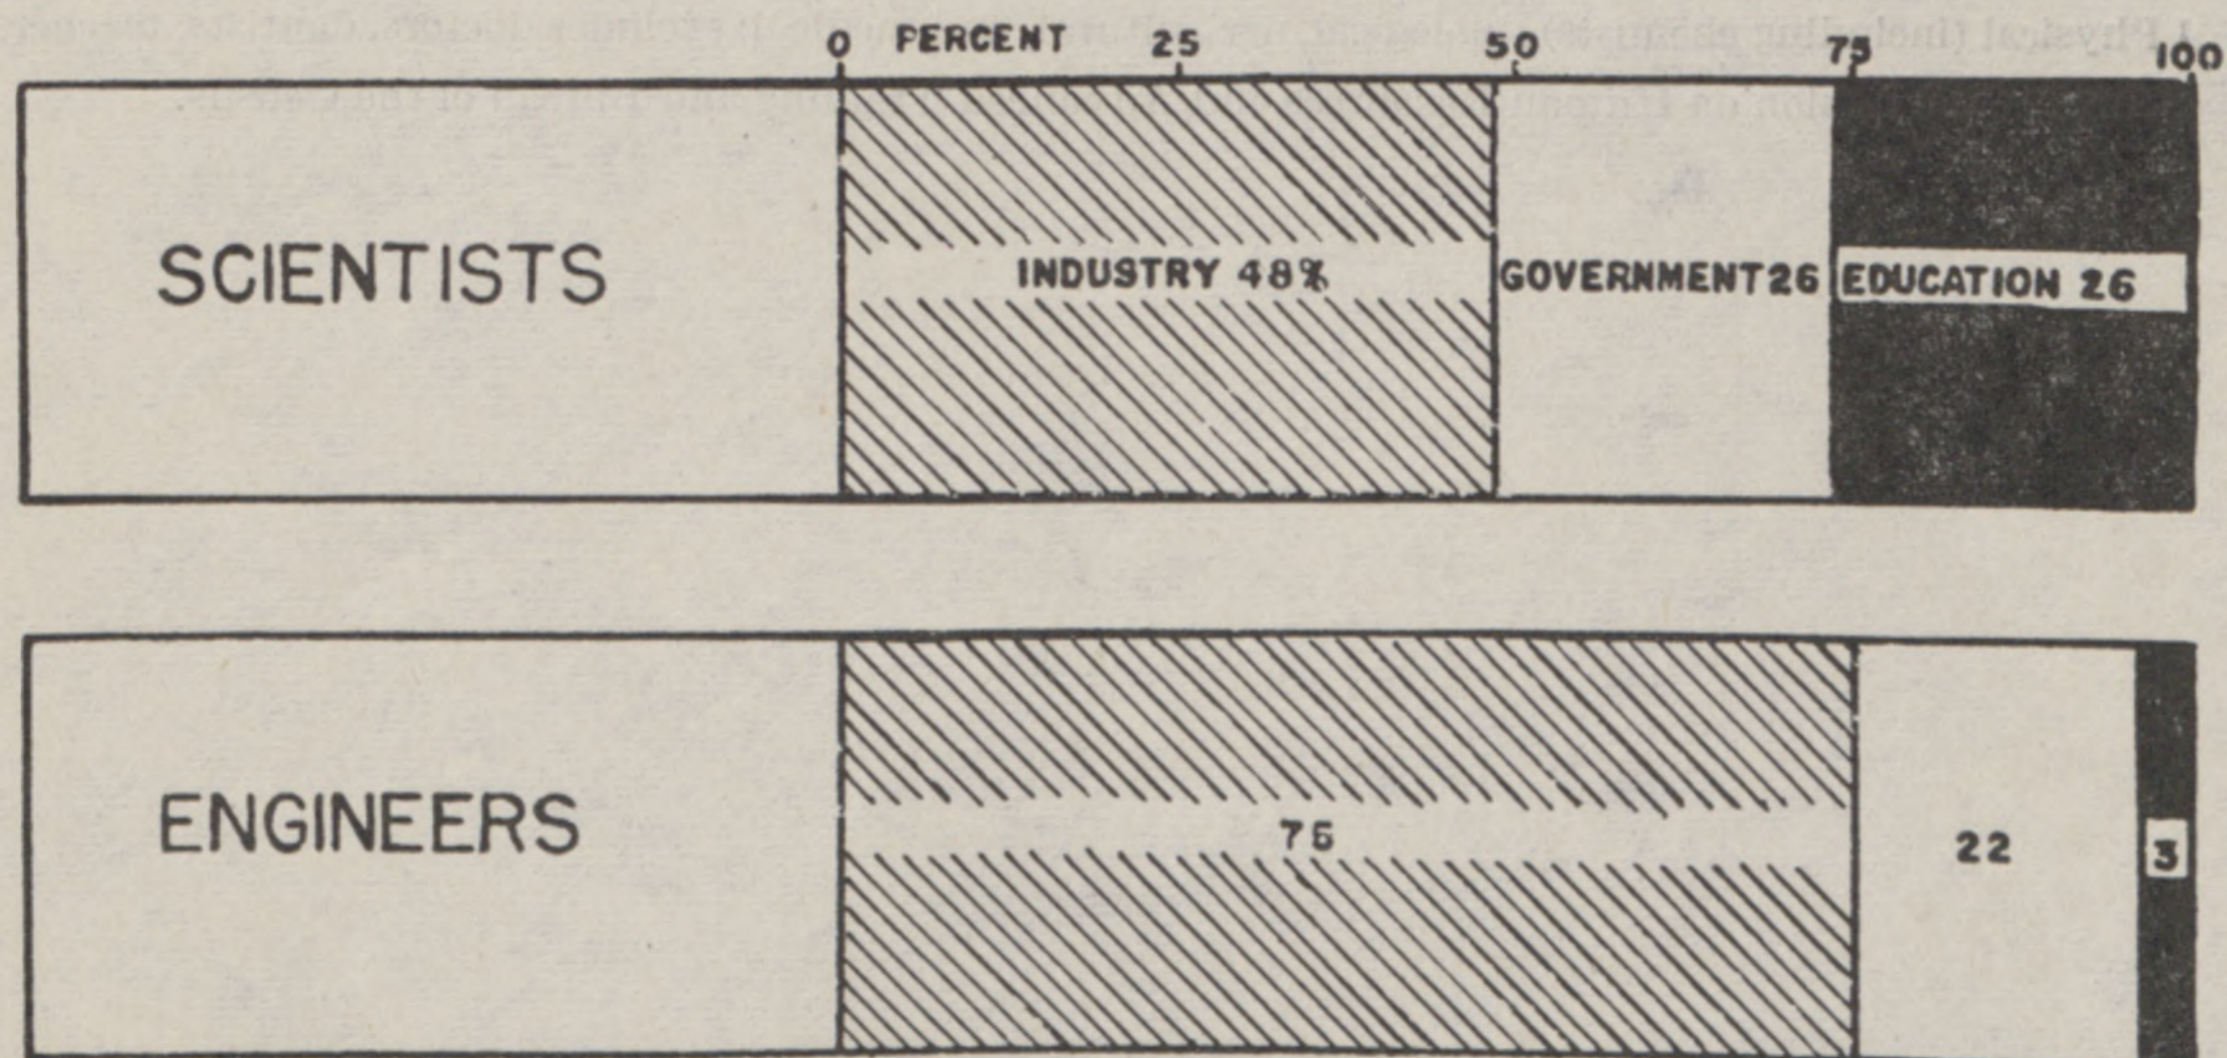 0 PERCENT 25 50 75 100
SCIENTISTS
INDUSTRY 48%
GOVERNMENT 26
EDUCATION 26
ENGINEERS
75
22
3